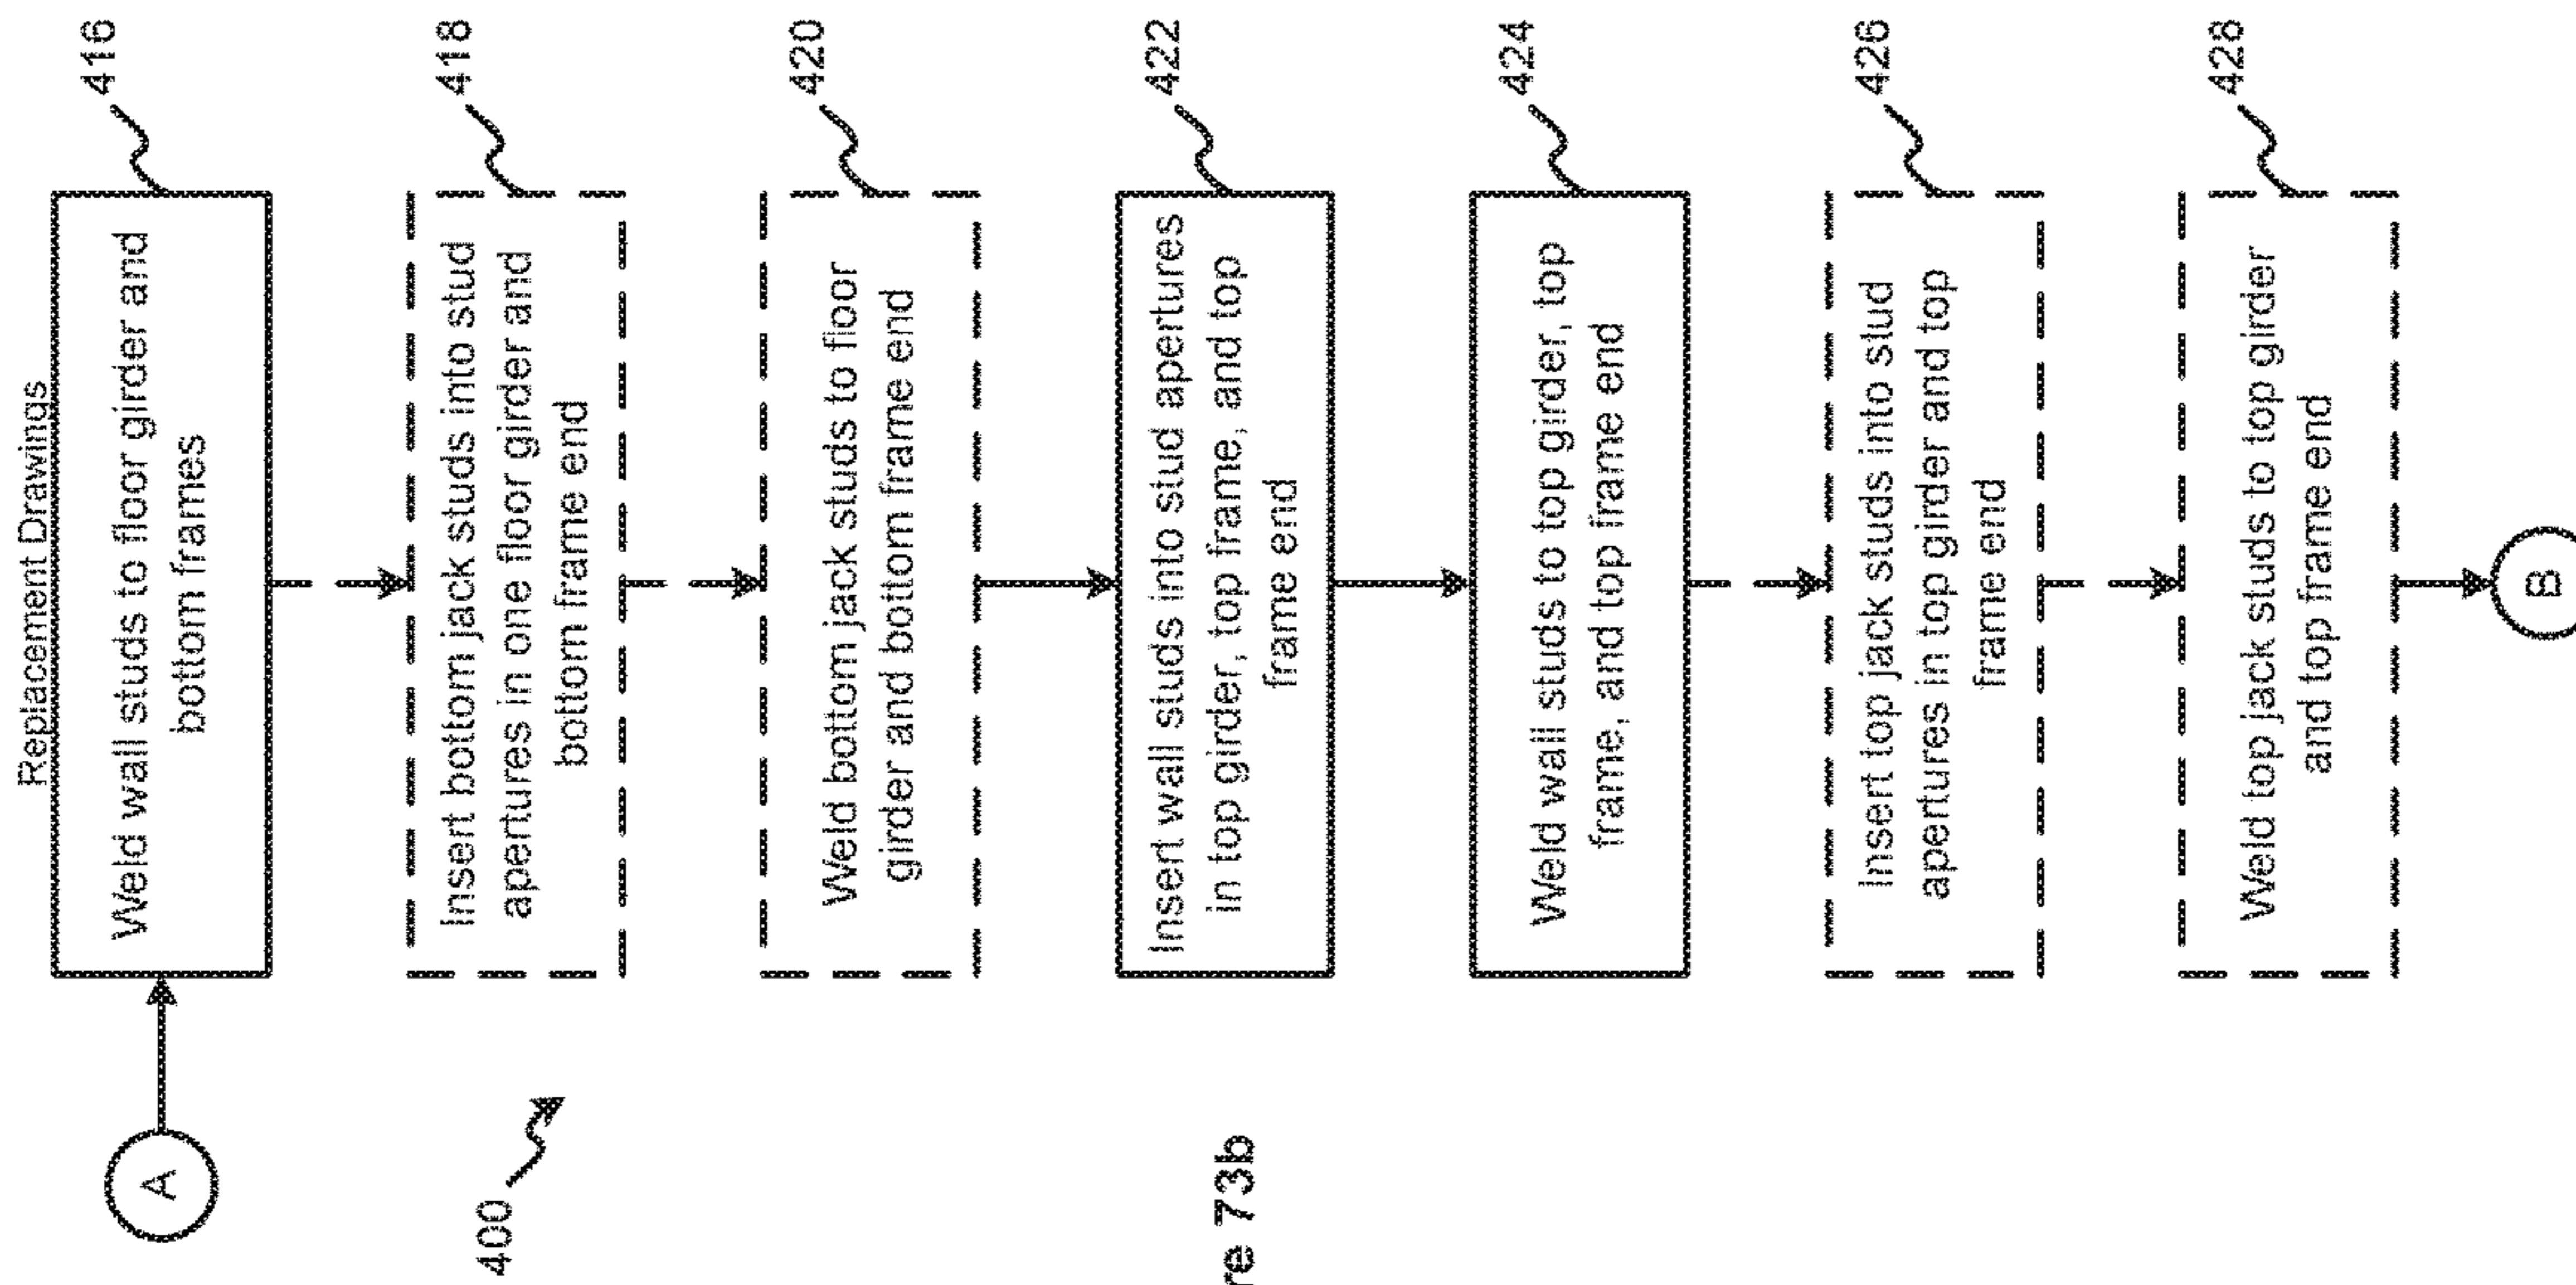 Replacement Drawings
416
Weld wall studs to floor girder and
bottom frames
A
418
Insert bottom jack studs into stud
apertures in one floor girder and
bottom frame end
400
420
Weld bottom jack studs to floor
girder and bottom frame end
422
Insert wall studs into stud apertures
in top girder, top frame, and top
frame end
73b
424
Weld wall studs to top girder, top
frame, and top frame end
426
Insert top jack studs into stud
apertures in top girder and top
frame end
428
Weld top jack studs to top girder
and top frame end
B